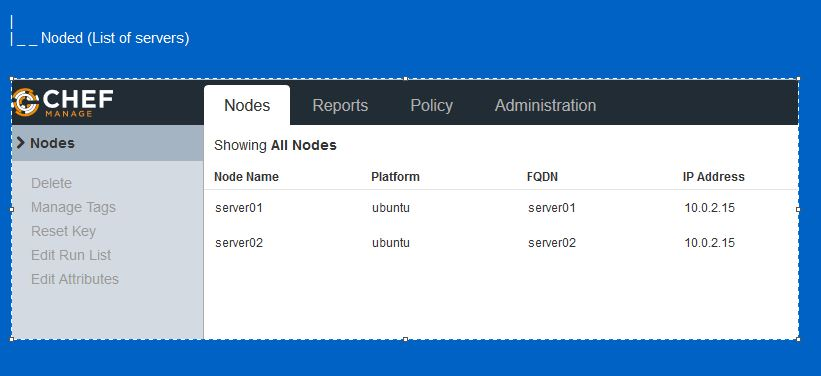 |
|_ _ Noded (List of servers)
CHEF
MANAGE
Nodes Reports Policy Administration
Nodes
Delete
Manage Tags
Reset Key
Edit Run List
Edit Attributes
Showing All Nodes
Node Name Platform FQDN IP Address
server01 ubuntu server01 10.0.2.15
server02 ubuntu server02 10.0.2.15